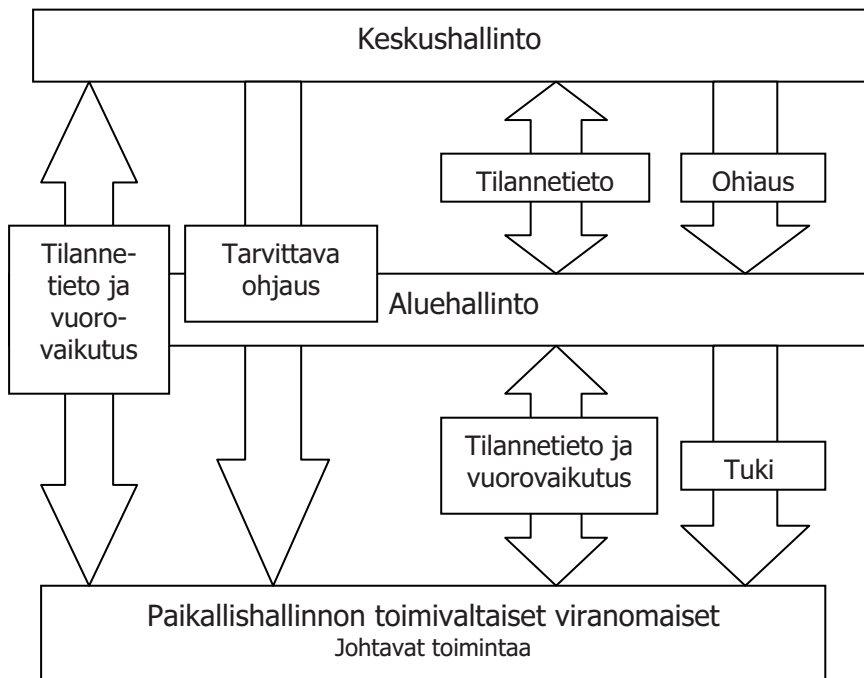 Keskushallinto
Tilannetieto
Ohiaus
Tilanne-
tieto ja
vuoro-
vaikutus
Tarvittava
ohjaus
Aluehallinto
Tilannetieto ja
vuorovaikutus
Tuki
Paikallishallinnon toimivaltaiset viranomaiset
Johtavat toimintaa